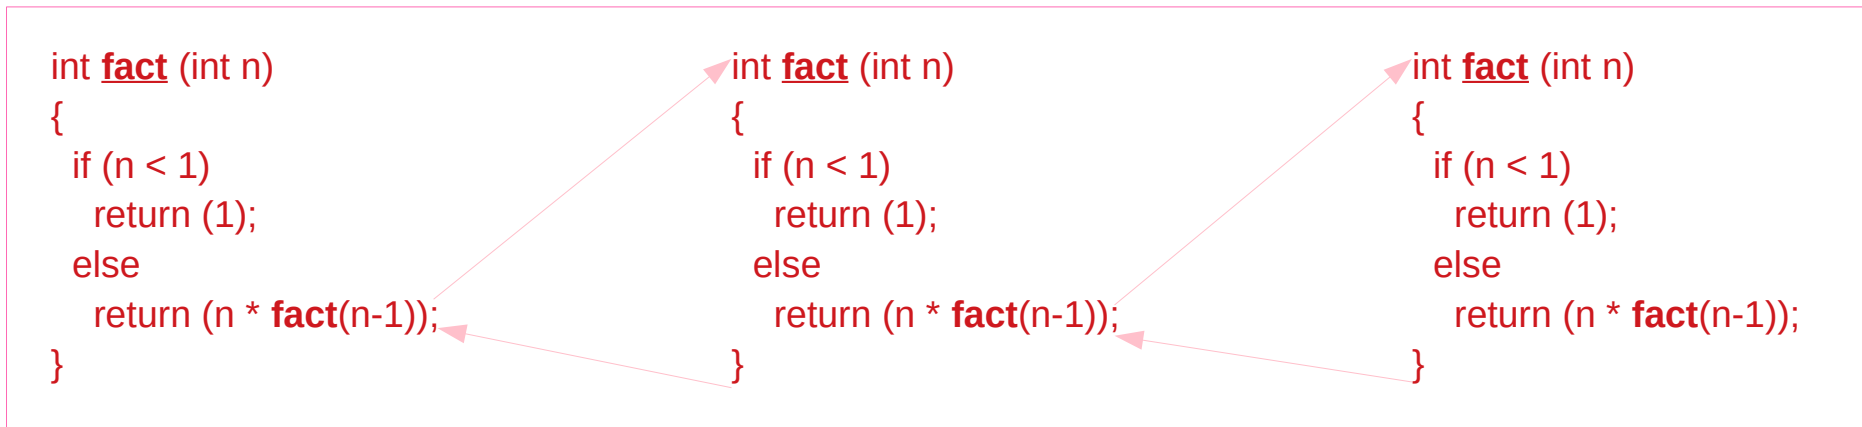 int fact (int n)
{
if (n < 1)
return (1);
else
return (n * fact(n-1));
}
int fact (int n)
{
if (n < 1)
return (1);
else
return (n * fact(n-1));
}
int fact (int n)
{
if (n < 1)
return (1);
else
return (n * fact(n-1));
}